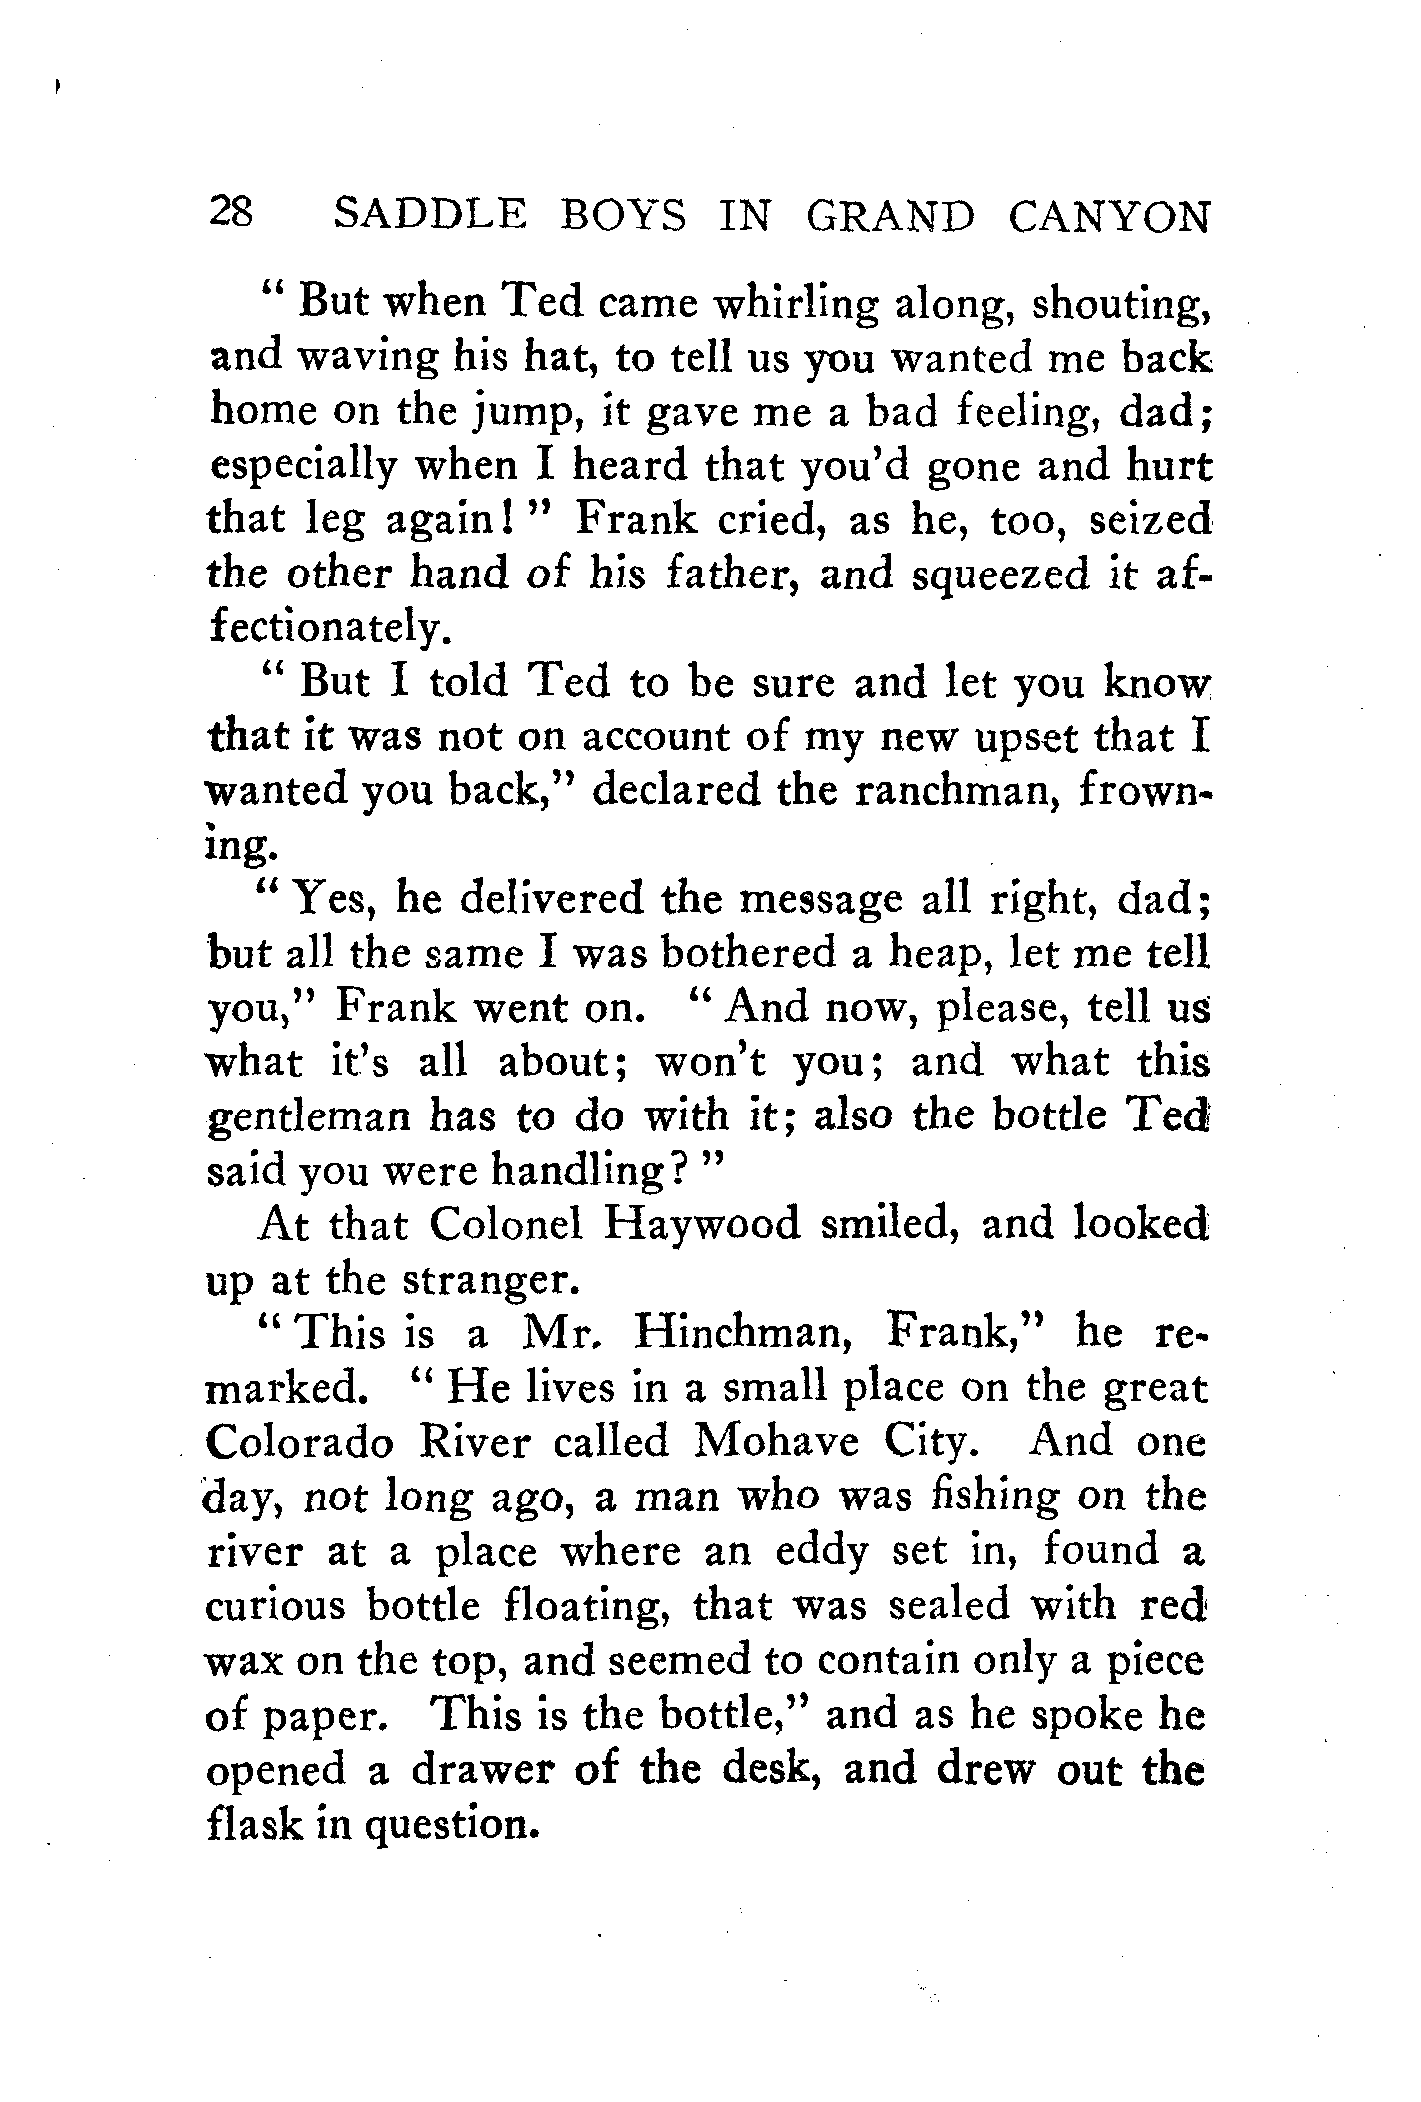 28 SADDLE BOYS IN GRAND CANYON
" But when Ted came whirling along, shouting,
and waving his hat, to tell us you wanted me back
home on the jump, it gave me a bad feeling, dad;
especially when I heard that you'd gone and hurt
that leg again! " Frank cried, as he, too, seized
the other hand of his father, and squeezed it af-
fectionately.
" But I told Ted to be sure and let you know
that it was not on account of my new upset that I
wanted you back," declared the ranchman, frown-
ing.
" Yes, he delivered the message all right, dad;
but all the same I was bothered a heap, let me tell
you," Frank went on. " And now, please, tell us
what it's all about; won't you; and what this
gentleman has to do with it; also the bottle Ted
said you were handling? "
At that Colonel Haywood smiled, and looked
up at the stranger.
" This is a Mr. Hinchman, Frank," he re-
marked. " He lives in a small place on the great
Colorado River called Mohave City. And one
day, not long ago, a man who was fishing on the
river at a place where an eddy set in, found a
curious bottle floating, that was sealed with red
wax on the top, and seemed to contain only a piece
of paper. This is the bottle," and as he spoke he
opened a drawer of the desk, and drew out the
flask in question.